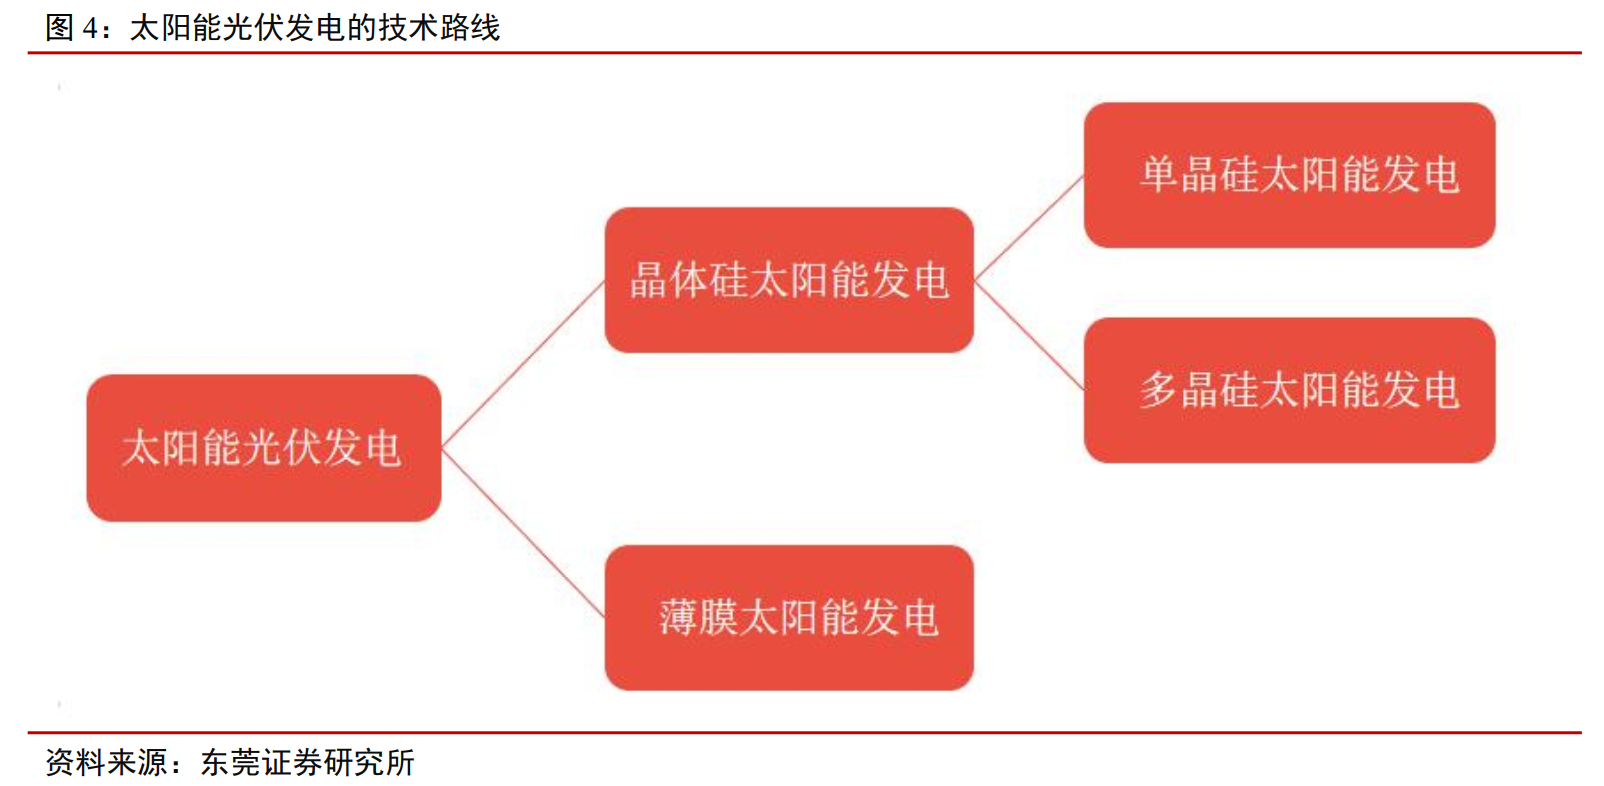 图 4：太阳能光伏发电的技术路线
单晶硅太阳能发电
晶体硅太阳能发电
多晶硅太阳能发电
太阳能光伏发电
薄膜太阳能发电
资料来源：东莞证券研究所